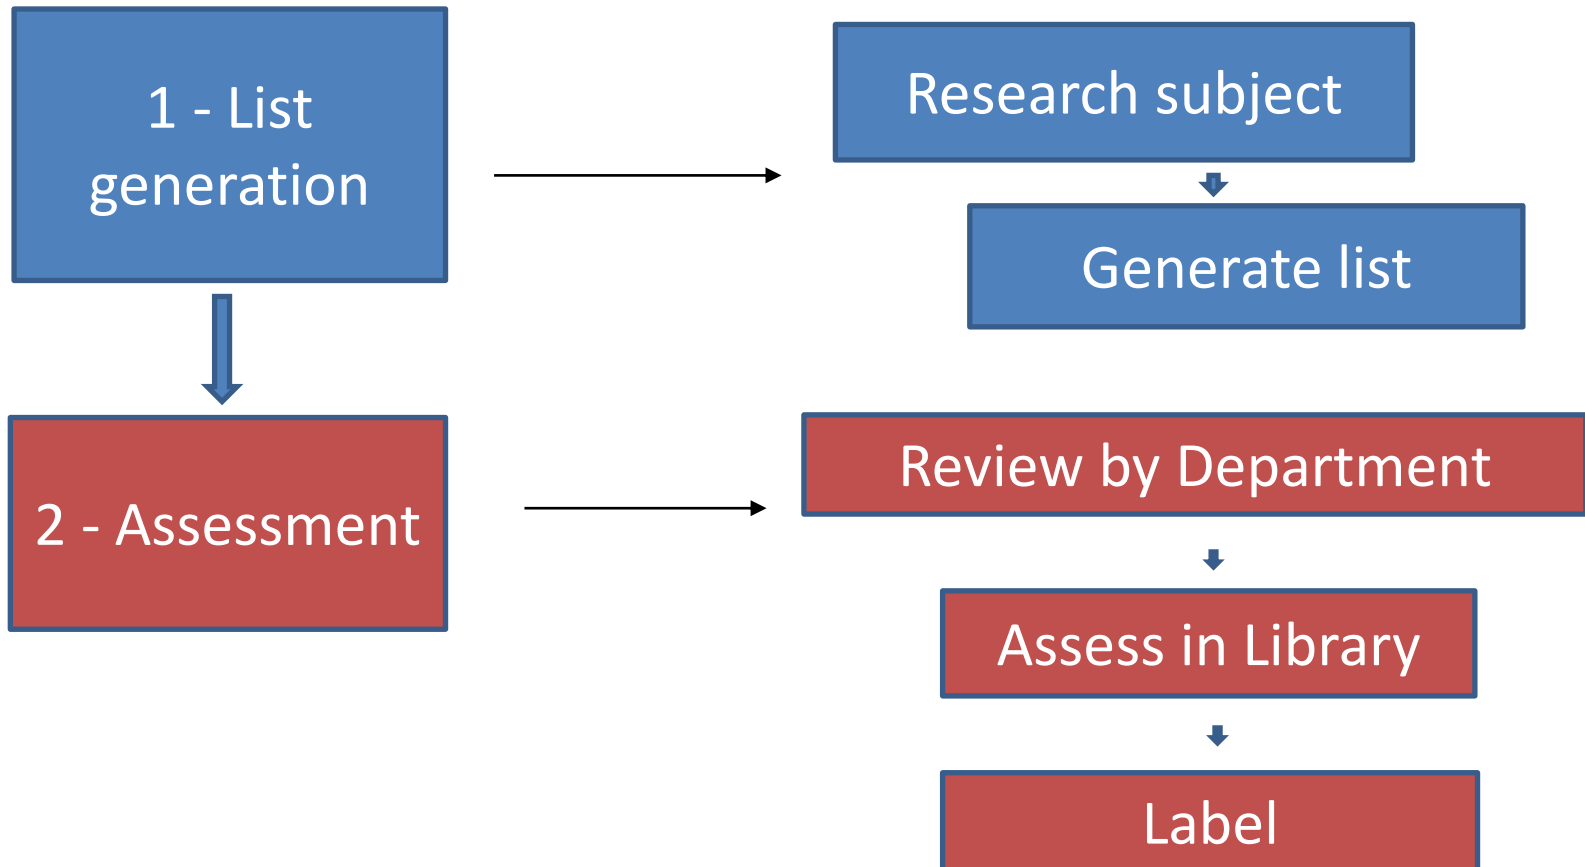 1 - List
generation
Research subject
Generate list
2 - Assessment
Review by Department
Assess in Library
Label